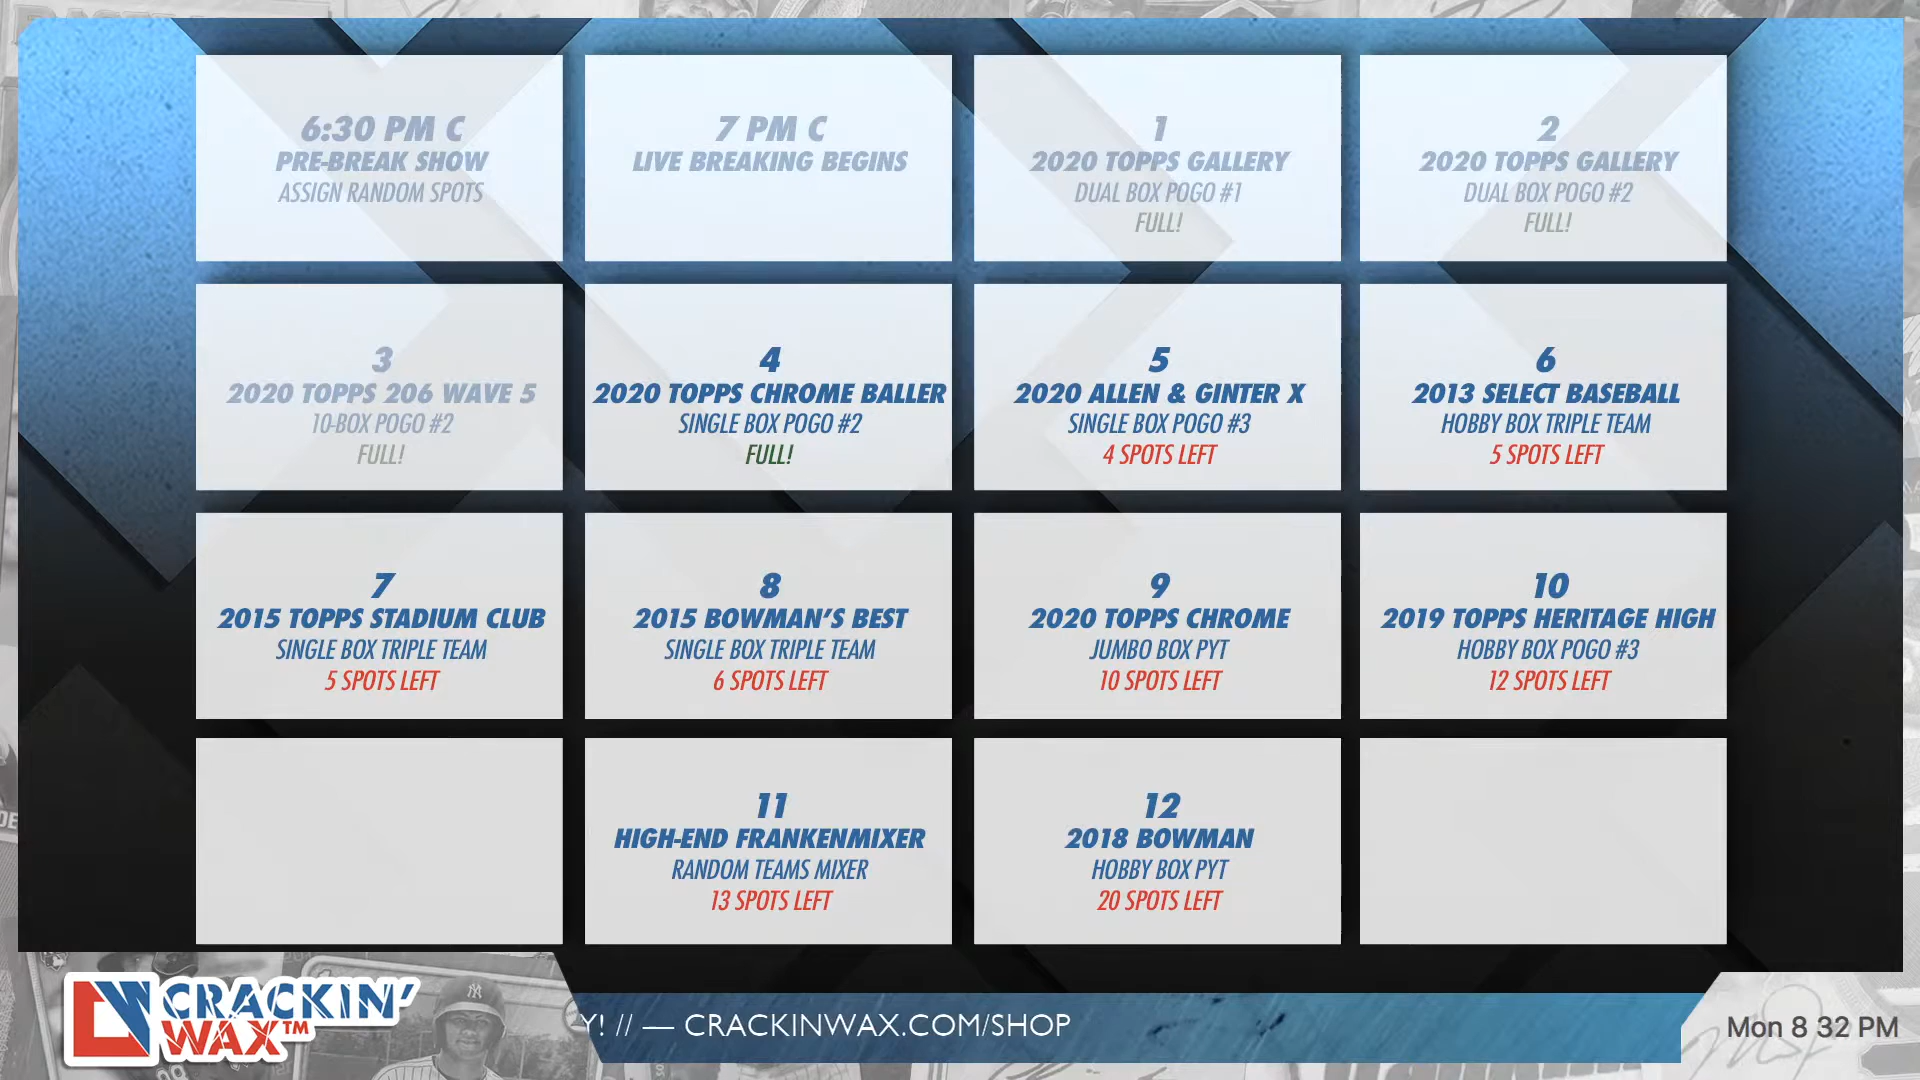 6:30 PM C
PRE-BREAK SHOW
ASSIGN RANDOM SPOTS
7 PM C
LIVE BREAKING BEGINS
1
2020 TOPPS GALLERY
DUAL BOX POGO #1
FULL!
2
2020 TOPPS GALLERY
DUAL BOX POGO #2
FULL!
3
2020 TOPPS 206 WAVE 5
10-BOX POGO #2
FULL!
4
2020 TOPPS CHROME BALLER
SINGLE BOX POGO #2
FULL!
5
2020 ALLEN & GINTER X
SINGLE BOX POGO #3
4 SPOTS LEFT
6
2013 SELECT BASEBALL
HOBBY BOX TRIPLE TEAM
5 SPOTS LEFT
7
2015 TOPPS STADIUM CLUB
SINGLE BOX TRIPLE TEAM
5 SPOTS LEFT
8
2015 BOWMAN'S BEST
SINGLE BOX TRIPLE TEAM
6 SPOTS LEFT
9
2020 TOPPS CHROME
JUMBO BOX PYT
10 SPOTS LEFT
10
2019 TOPPS HERITAGE HIGH
HOBBY BOX POGO #3
12 SPOTS LEFT
11
HIGH-END FRANKENMIXER
RANDOM TEAMS MIXER
13 SPOTS LEFT
12
2018 BOWMAN
HOBBY BOX PYT
20 SPOTS LEFT
CRACKIN'
WAX™
Y! // — CRACKINWAX.COM/SHOP
Mon 8 32 PM